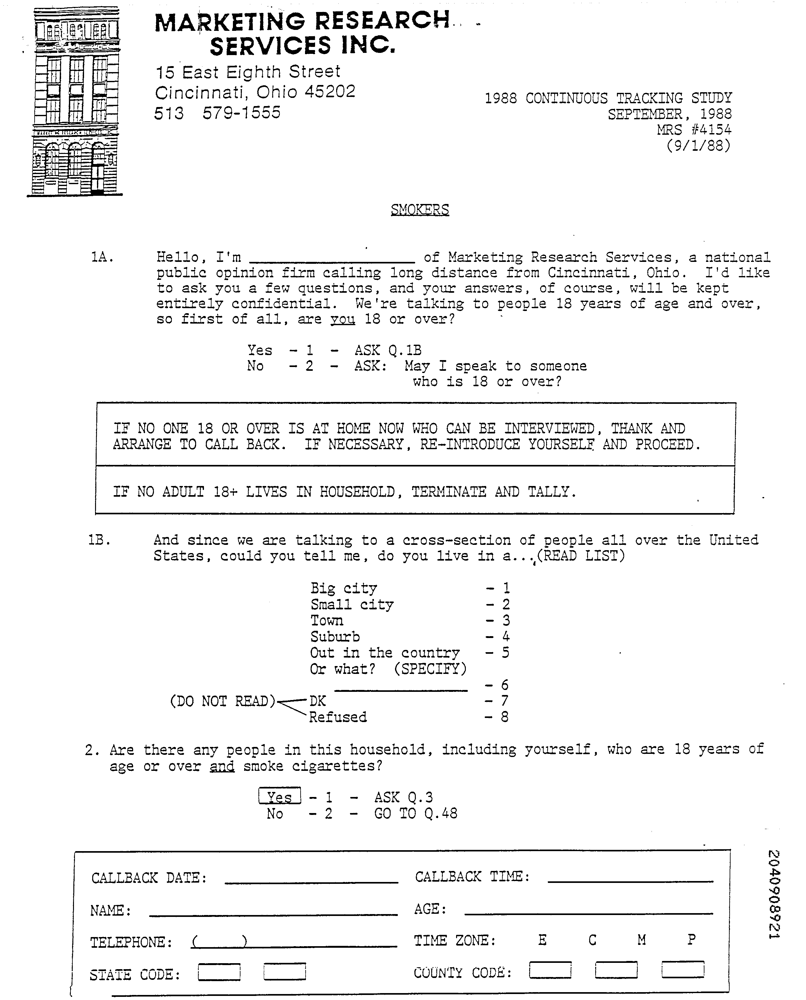 MARKETING RESEARCH
SERVICES INC.
15 East Eighth Street
Cincinnati, Ohio 45202
513 579-1555
1988 CONTINUOUS TRACKING STUDY
SEPTEMBER, 1988
MRS #4154
(9/1/88)
SMOKERS
1A. Hello, I'm ____________________ of Marketing Research Services, a national
public opinion firm calling long distance from Cincinnati, Ohio. I'd like
to ask you a few questions, and your answers, of course, will be kept
entirely confidential. We're talking to people 18 years of age and over,
so first of all, are you 18 or over?
Yes - 1 - ASK Q.1B
No - 2 - ASK: May I speak to someone
who is 18 or over?
IF NO ONE 18 OR OVER IS AT HOME NOW WHO CAN BE INTERVIEWED, THANK AND
ARRANGE TO CALL BACK. IF NECESSARY, RE-INTRODUCE YOURSELF AND PROCEED.
IF NO ADULT 18+ LIVES IN HOUSEHOLD, TERMINATE AND TALLY.
1B. And since we are talking to a cross-section of people all over the United
States, could you tell me, do you live in a...(READ LIST)
Big city - 1
Small city - 2
Town - 3
Suburb - 4
Out in the country - 5
Or what? (SPECIFY)
________________ - 6
(DO NOT READ) DK - 7
Refused - 8
2. Are there any people in this household, including yourself, who are 18 years of
age or over and smoke cigarettes?
Yes - 1 - ASK Q.3
No - 2 - GO TO Q.48
CALLBACK DATE: ____________________ CALLBACK TIME: ____________________
NAME: ____________________ AGE: ____________________
TELEPHONE: ( ) ____________________ TIME ZONE: E C M P
STATE CODE: COUNTY CODE:
2040908921